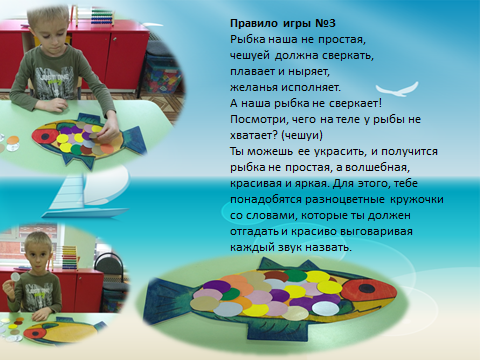 Правило игры №3
Рыбка наша не простая,
чешуей должна сверкать,
плавает и ныряет,
желанья исполняет.
А наша рыбка не сверкает!
Посмотри, чего на теле у рыбы не
хватает? (чешуи)
Ты можешь ее украсить, и получится
рыбка не простая, а волшебная,
красивая и яркая. Для этого, тебе
понадобятся разноцветные кружочки
со словами, которые ты должен
отгадать и красиво выговаривая
каждый звук назвать.